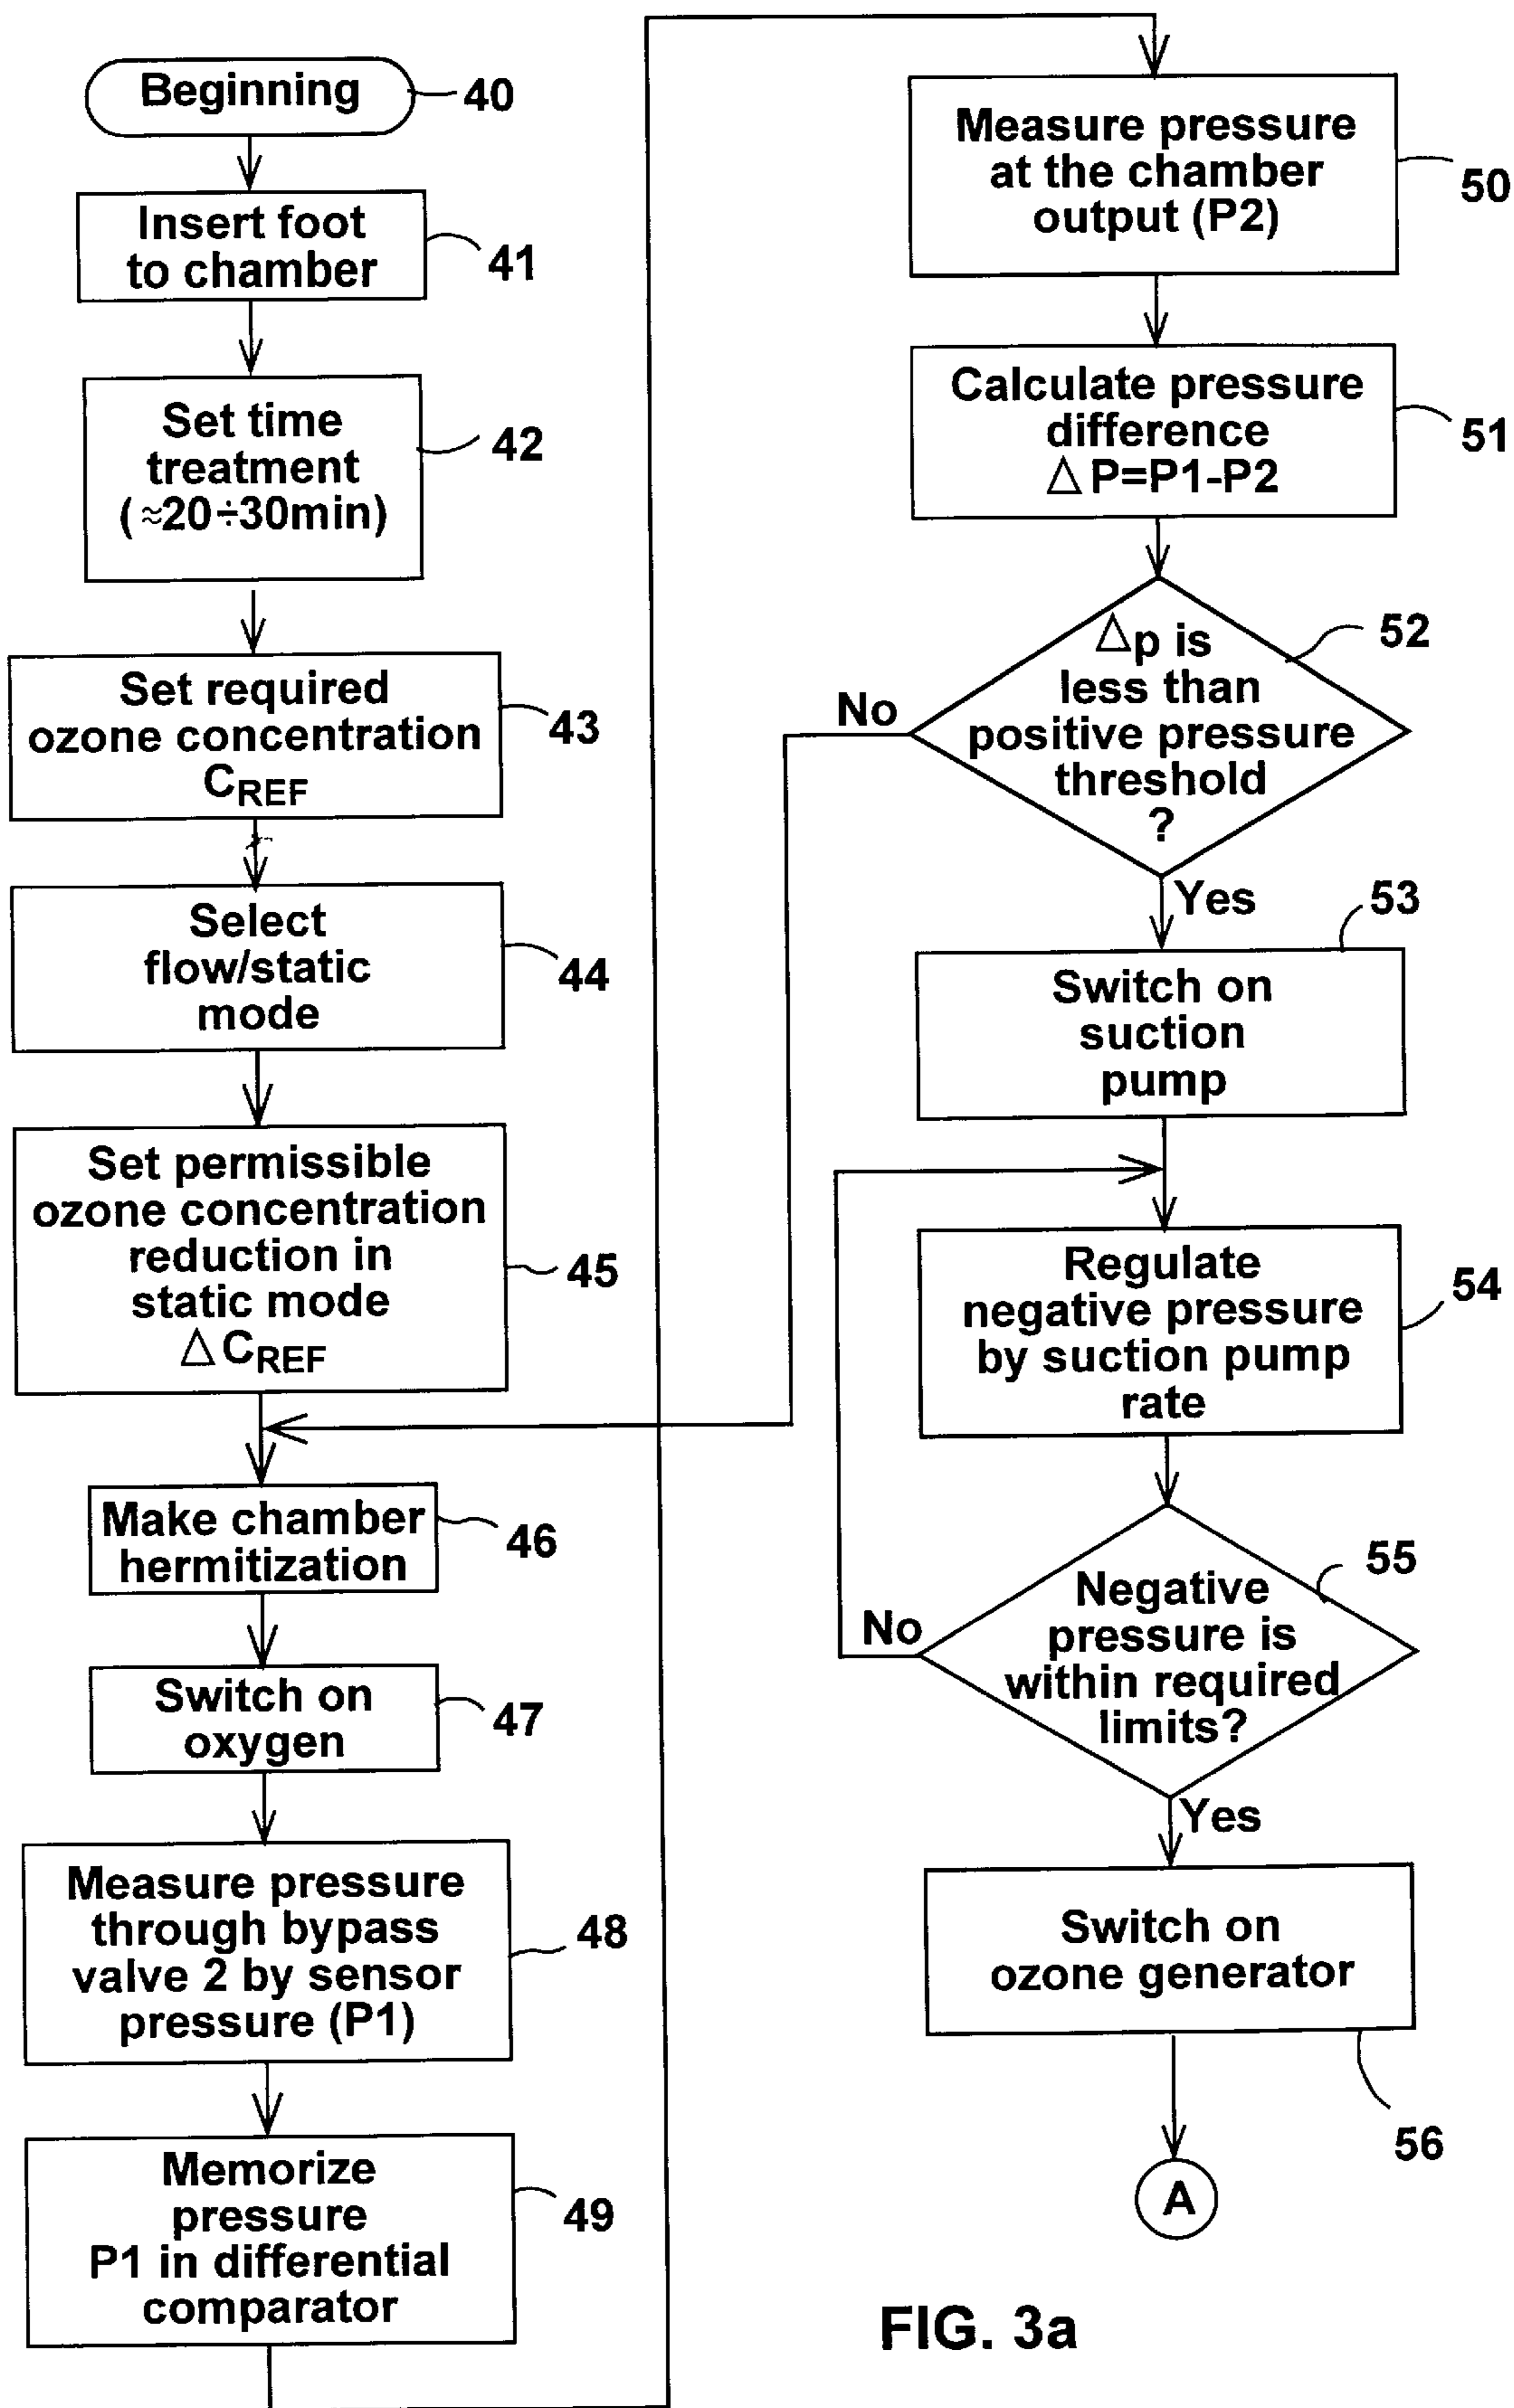 Beginning
40
Insert foot
to chamber
41
Set time
treatment
(≈20÷30min)
42
Set required
ozone concentration
CREF
43
Select
flow/static
mode
44
Set permissible
ozone concentration
reduction in
static mode
△ CREF
45
Make chamber
hermitization
46
Switch on
oxygen
47
Measure pressure
through bypass
valve 2 by sensor
pressure (P1)
48
Memorize
pressure
P1 in differential
comparator
49
Measure pressure
at the chamber
output (P2)
50
Calculate pressure
difference
△ P=P1-P2
51
△p is
less than
positive pressure
threshold
?
52
No
Yes
Switch on
suction
pump
53
Regulate
negative pressure
by suction pump
rate
54
Negative
pressure is
within required
limits?
55
No
Yes
Switch on
ozone generator
56
A
FIG. 3a